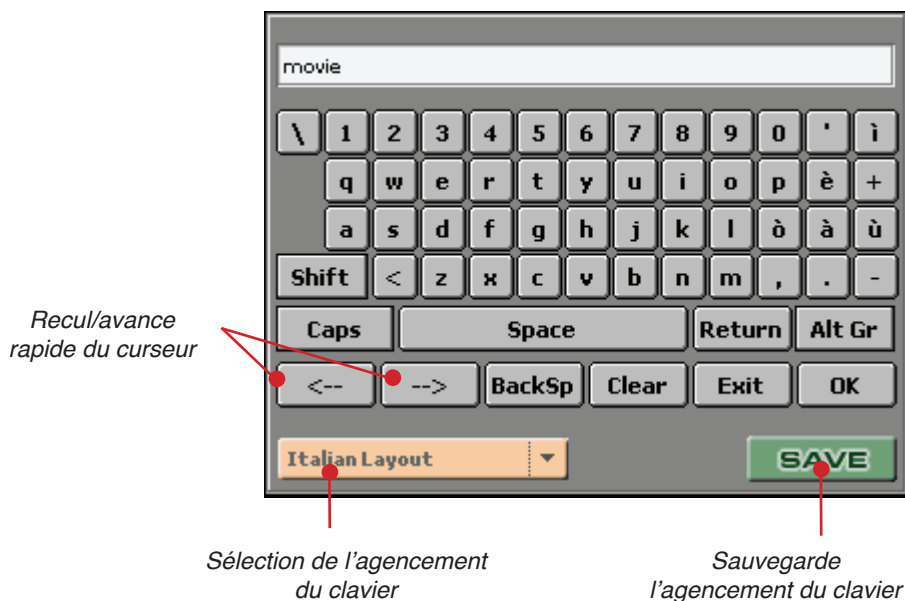 movie
\ 1 2 3 4 5 6 7 8 9 0 ' ì
q w e r t y u i o p è +
a s d f g h j k l ò à ù
Shift < z x c v b n m , . -
Caps Space Return Alt Gr
<-- --> BackSp Clear Exit OK
Italian Layout SAVE
Recul/avance
rapide du curseur
Sélection de l’agencement
du clavier
Sauvegarde
l’agencement du clavier